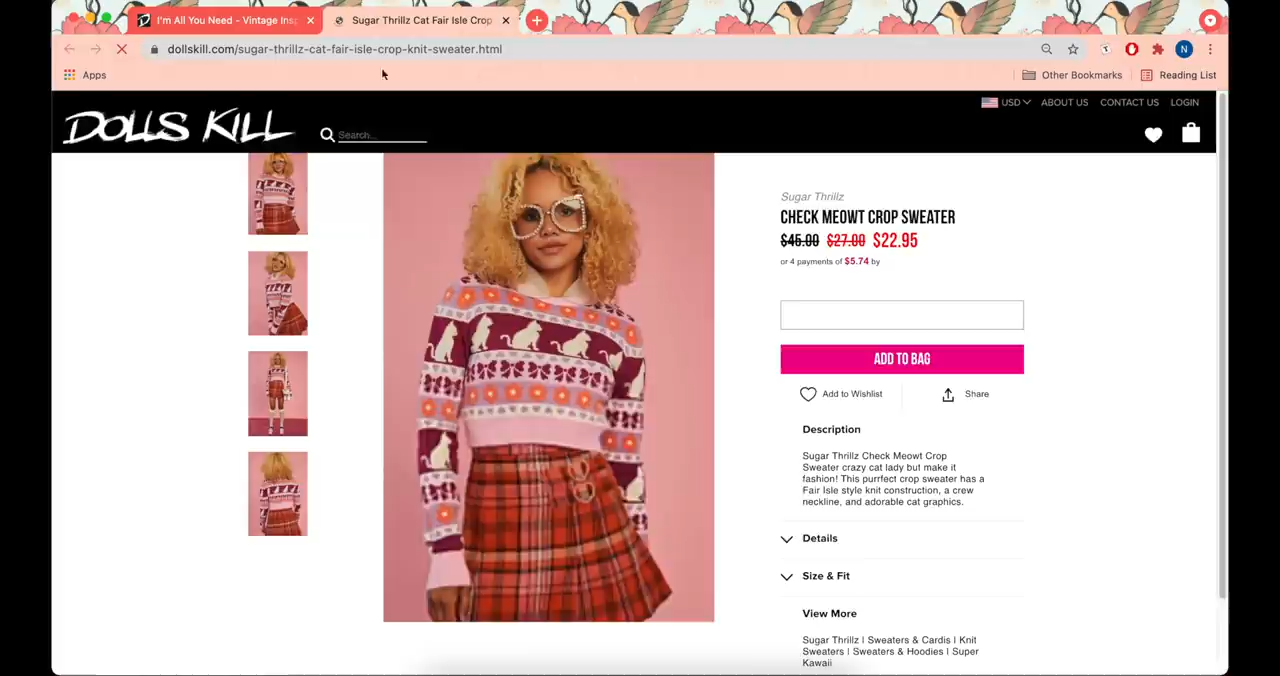 I'm All You Need - Vintage Insp
Sugar Thrillz Cat Fair Isle Crop
dollskill.com/sugar-thrillz-cat-fair-isle-crop-knit-sweater.html
N
Apps
Other Bookmarks
Reading List
USD
ABOUT US
CONTACT US
LOGIN
DOLLS KILL
Search...
Sugar Thrillz
CHECK MEOWT CROP SWEATER
$45.00 $27.00 $22.95
or 4 payments of $5.74 by
ADD TO BAG
Add to Wishlist
Share
Description
Sugar Thrillz Check Meowt Crop
Sweater crazy cat lady but make it
fashion! This purrfect crop sweater has a
Fair Isle style knit construction, a crew
neckline, and adorable cat graphics.
Details
Size & Fit
View More
Sugar Thrillz | Sweaters & Cardis | Knit
Sweaters | Sweaters & Hoodies | Super
Kawaii